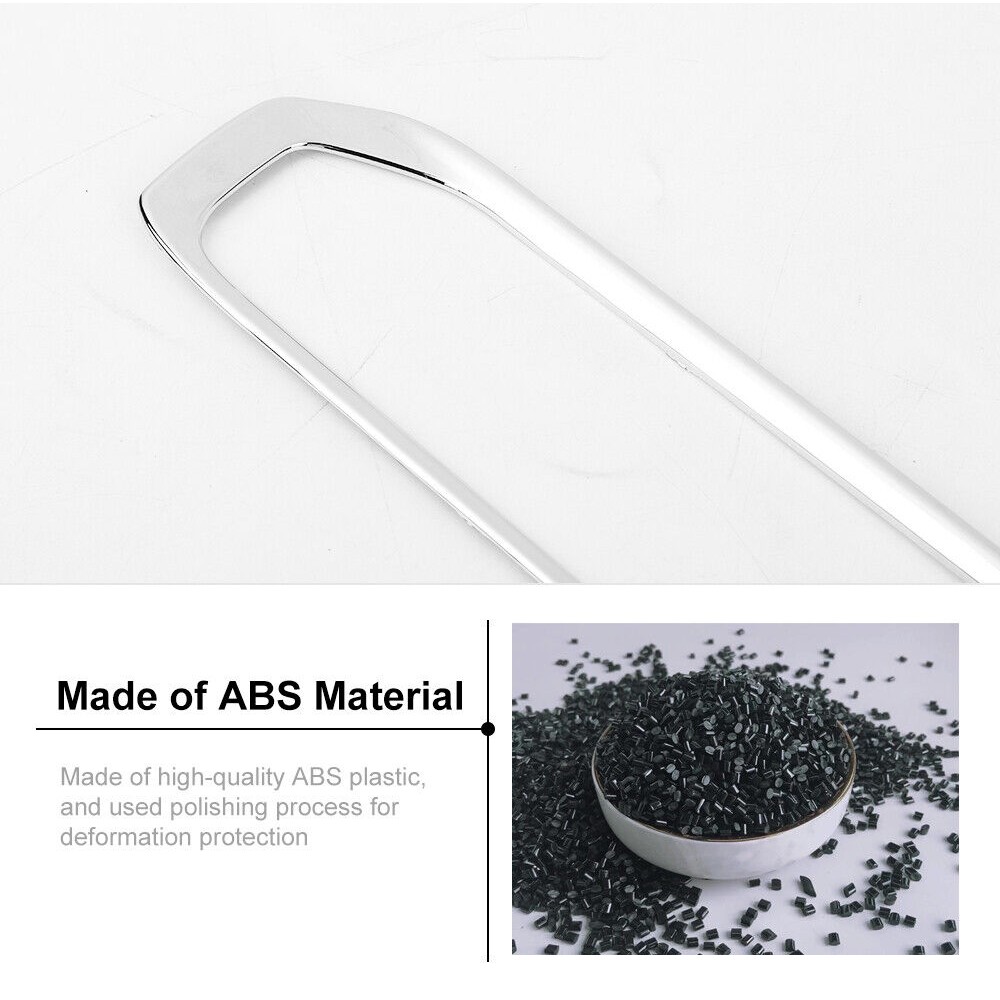 Made of ABS Material
Made of high-quality ABS plastic,
and used polishing process for
deformation protection